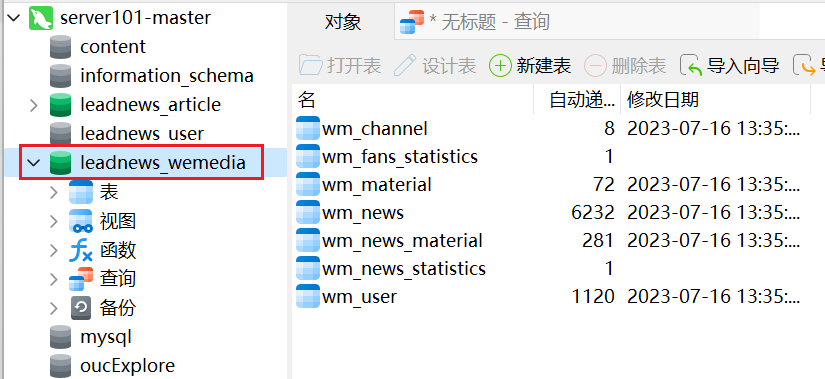 server101-master
content
information_schema
leadnews_article
leadnews_user
leadnews_wemedia
表
视图
函数
查询
备份
mysql
oucExplore
对象
* 无标题 - 查询
打开表 设计表 新建表 删除表 导入向导
名 自动递... 修改日期
wm_channel 8 2023-07-16 13:35:...
wm_fans_statistics 1
wm_material 72 2023-07-16 13:35:...
wm_news 6232 2023-07-16 13:35:...
wm_news_material 281 2023-07-16 13:35:...
wm_news_statistics 1
wm_user 1120 2023-07-16 13:35:...